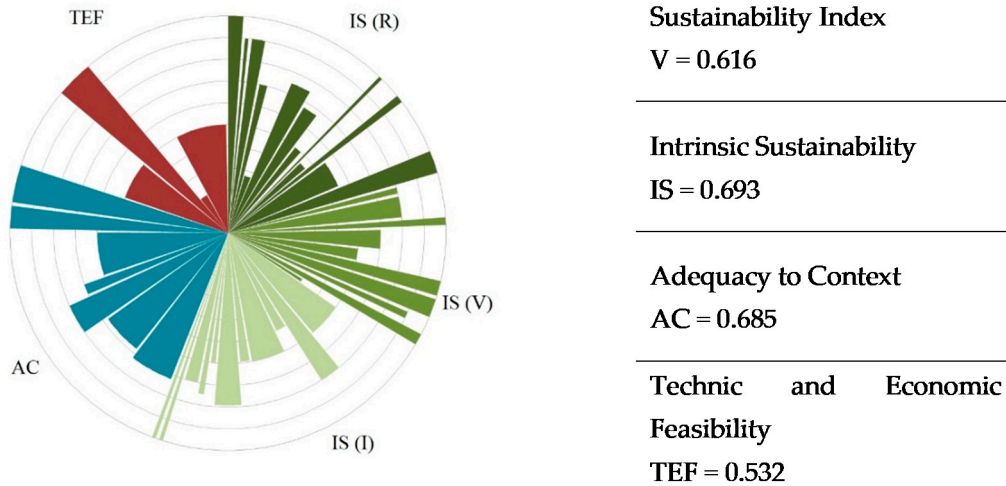 TEF
IS (R)
IS (V)
AC
IS (I)
Sustainability Index
V = 0.616
Intrinsic Sustainability
IS = 0.693
Adequacy to Context
AC = 0.685
Technic and Economic
Feasibility
TEF = 0.532